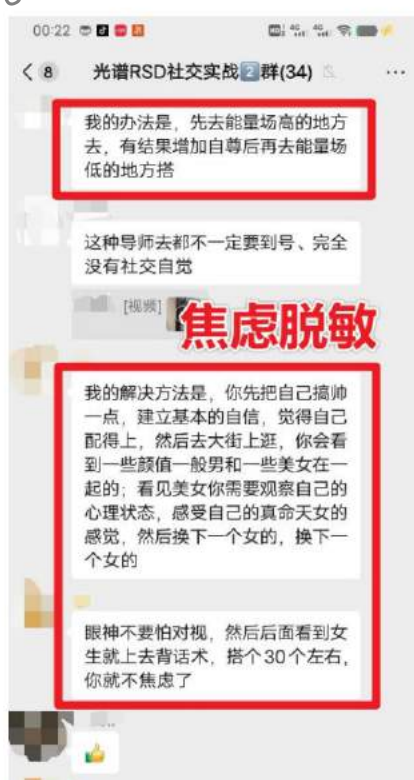 00:22
8 光谱RSD社交实战2群(34) ...
我的办法是，先去能量场高的地方
去，有结果增加自尊后再去能量场
低的地方搭
这种导师去都不一定要到号、完全
没有社交自觉
[视频]
焦虑脱敏
我的解决方法是，你先把自己搞帅
一点，建立基本的自信，觉得自己
配得上，然后去大街上逛，你会看
到一些颜值一般男和一些美女在一
起的；看见美女你需要观察自己的
心理状态，感受自己的真命天女的
感觉，然后换下一个女的，换下一
个女的
眼神不要怕对视，然后后面看到女
生就上去背话术，搭个30个左右，
你就不焦虑了